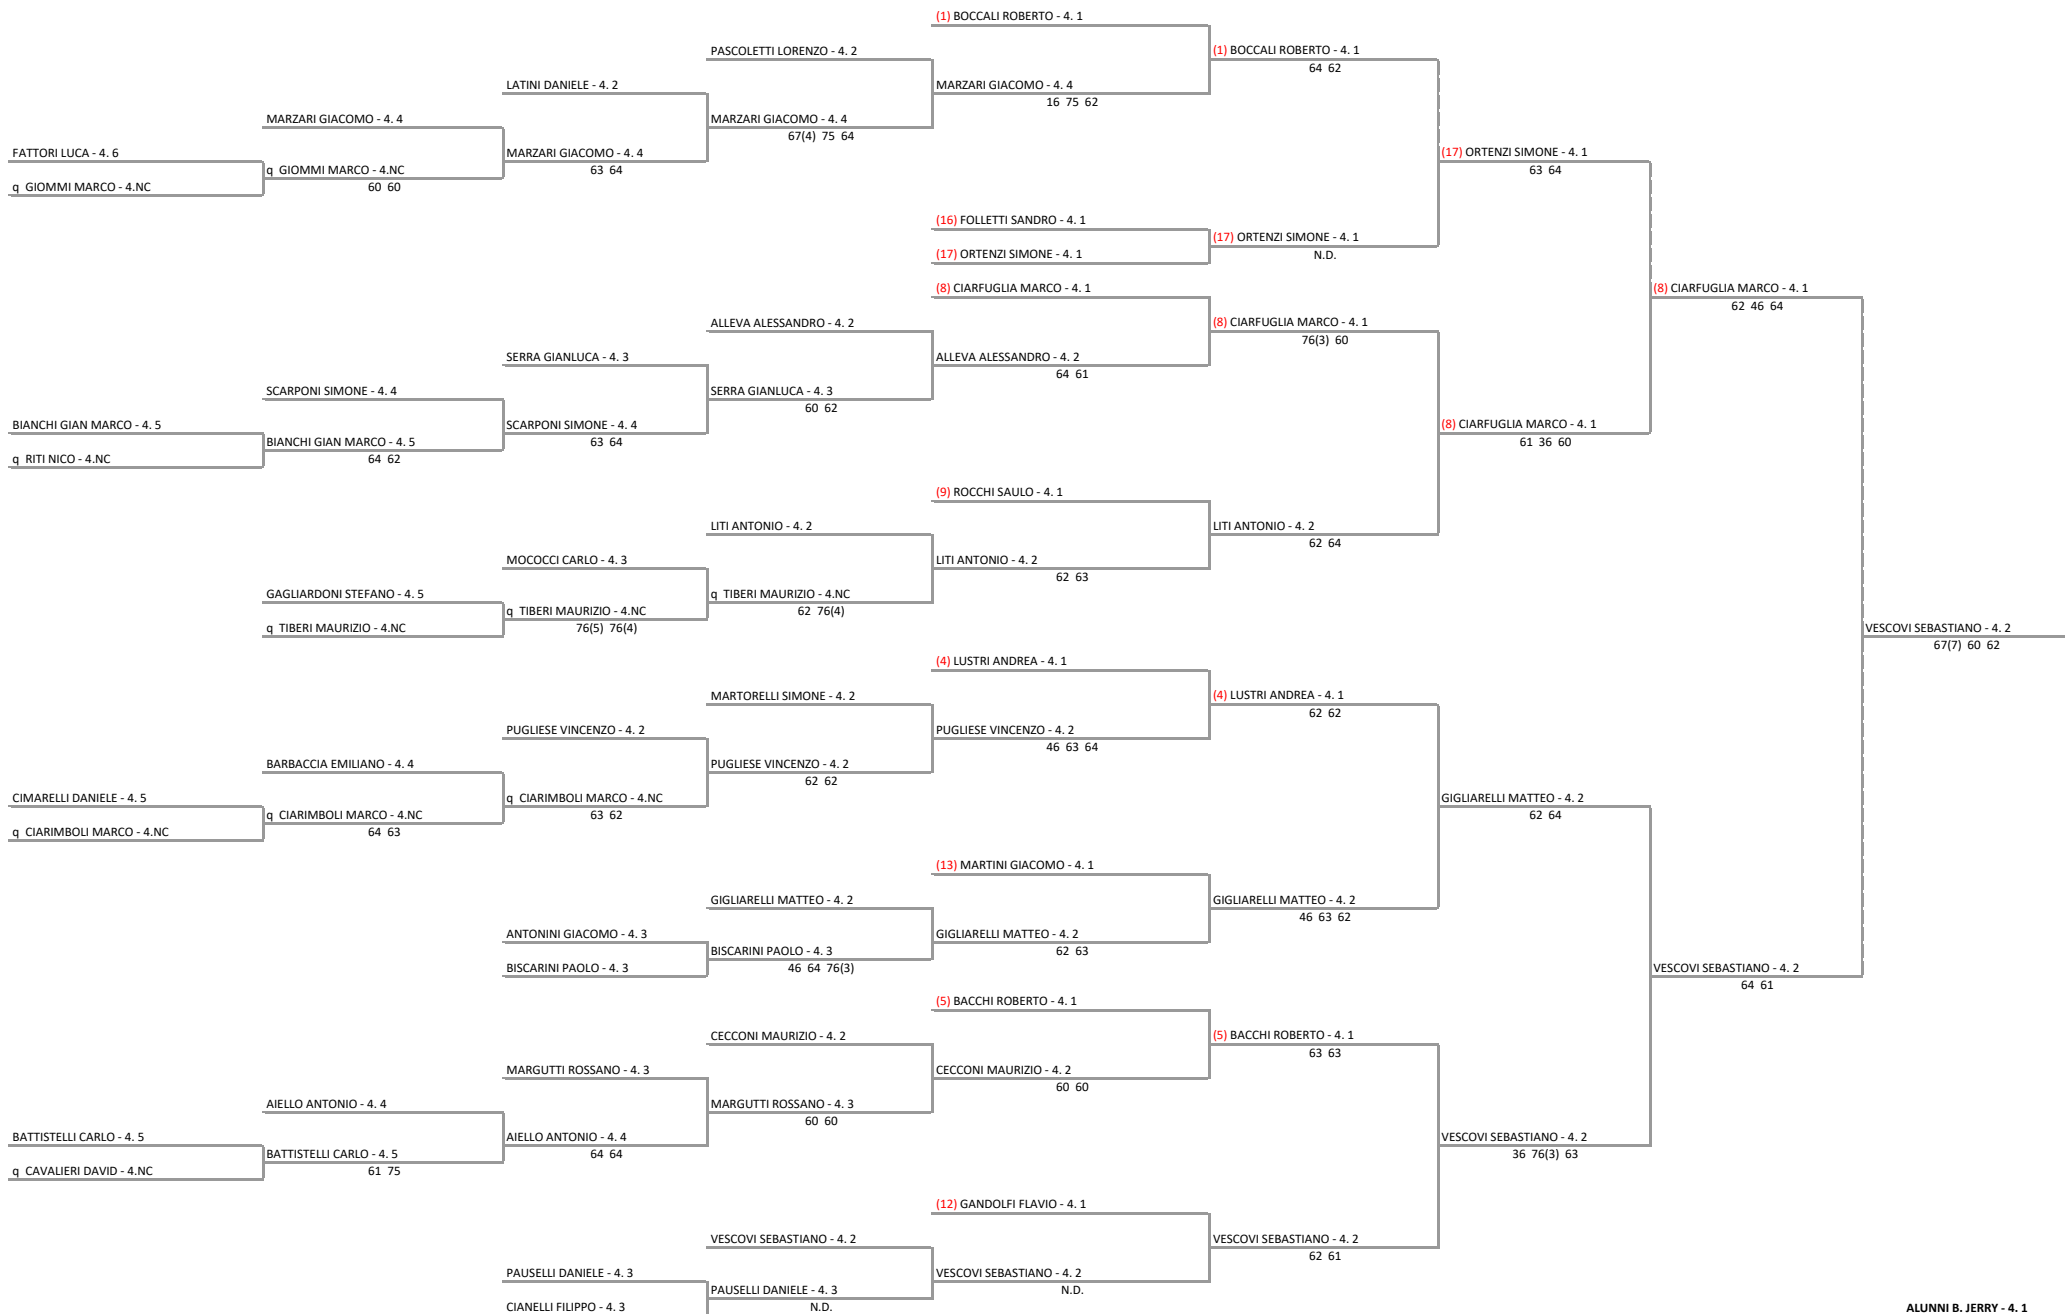 (1) BOCCALI ROBERTO - 4. 1
PASCOLETTI LORENZO - 4. 2
(1) BOCCALI ROBERTO - 4. 1
64 62
LATINI DANIELE - 4. 2
MARZARI GIACOMO - 4. 4
16 75 62
MARZARI GIACOMO - 4. 4
MARZARI GIACOMO - 4. 4
67(4) 75 64
FATTORI LUCA - 4. 6
MARZARI GIACOMO - 4. 4
63 64
(17) ORTENZI SIMONE - 4. 1
63 64
q GIOMMI MARCO - 4.NC
60 60
q GIOMMI MARCO - 4.NC
(16) FOLLETTI SANDRO - 4. 1
(17) ORTENZI SIMONE - 4. 1
N.D.
(17) ORTENZI SIMONE - 4. 1
(8) CIARFUGLIA MARCO - 4. 1
(8) CIARFUGLIA MARCO - 4. 1
62 46 64
ALLEVA ALESSANDRO - 4. 2
(8) CIARFUGLIA MARCO - 4. 1
76(3) 60
SERRA GIANLUCA - 4. 3
ALLEVA ALESSANDRO - 4. 2
64 61
SCARPONI SIMONE - 4. 4
SERRA GIANLUCA - 4. 3
60 62
BIANCHI GIAN MARCO - 4. 5
SCARPONI SIMONE - 4. 4
63 64
(8) CIARFUGLIA MARCO - 4. 1
61 36 60
BIANCHI GIAN MARCO - 4. 5
64 62
q RITI NICO - 4.NC
(9) ROCCHI SAULO - 4. 1
LITI ANTONIO - 4. 2
LITI ANTONIO - 4. 2
62 64
MOCOCCI CARLO - 4. 3
LITI ANTONIO - 4. 2
62 63
GAGLIARDONI STEFANO - 4. 5
q TIBERI MAURIZIO - 4.NC
62 76(4)
q TIBERI MAURIZIO - 4.NC
76(5) 76(4)
q TIBERI MAURIZIO - 4.NC
VESCOVI SEBASTIANO - 4. 2
67(7) 60 62
(4) LUSTRI ANDREA - 4. 1
MARTORELLI SIMONE - 4. 2
(4) LUSTRI ANDREA - 4. 1
62 62
PUGLIESE VINCENZO - 4. 2
PUGLIESE VINCENZO - 4. 2
46 63 64
BARBACCIA EMILIANO - 4. 4
PUGLIESE VINCENZO - 4. 2
62 62
CIMARELLI DANIELE - 4. 5
q CIARIMBOLI MARCO - 4.NC
63 62
GIGLIARELLI MATTEO - 4. 2
62 64
q CIARIMBOLI MARCO - 4.NC
64 63
q CIARIMBOLI MARCO - 4.NC
(13) MARTINI GIACOMO - 4. 1
GIGLIARELLI MATTEO - 4. 2
GIGLIARELLI MATTEO - 4. 2
46 63 62
ANTONINI GIACOMO - 4. 3
GIGLIARELLI MATTEO - 4. 2
62 63
BISCARINI PAOLO - 4. 3
46 64 76(3)
BISCARINI PAOLO - 4. 3
VESCOVI SEBASTIANO - 4. 2
64 61
(5) BACCHI ROBERTO - 4. 1
CECCONI MAURIZIO - 4. 2
(5) BACCHI ROBERTO - 4. 1
63 63
MARGUTTI ROSSANO - 4. 3
CECCONI MAURIZIO - 4. 2
60 60
AIELLO ANTONIO - 4. 4
MARGUTTI ROSSANO - 4. 3
60 60
BATTISTELLI CARLO - 4. 5
AIELLO ANTONIO - 4. 4
64 64
VESCOVI SEBASTIANO - 4. 2
36 76(3) 63
BATTISTELLI CARLO - 4. 5
61 75
q CAVALIERI DAVID - 4.NC
(12) GANDOLFI FLAVIO - 4. 1
VESCOVI SEBASTIANO - 4. 2
VESCOVI SEBASTIANO - 4. 2
62 61
PAUSELLI DANIELE - 4. 3
VESCOVI SEBASTIANO - 4. 2
N.D.
PAUSELLI DANIELE - 4. 3
N.D.
CIANELLI FILIPPO - 4. 3
ALUNNI B. JERRY - 4. 1